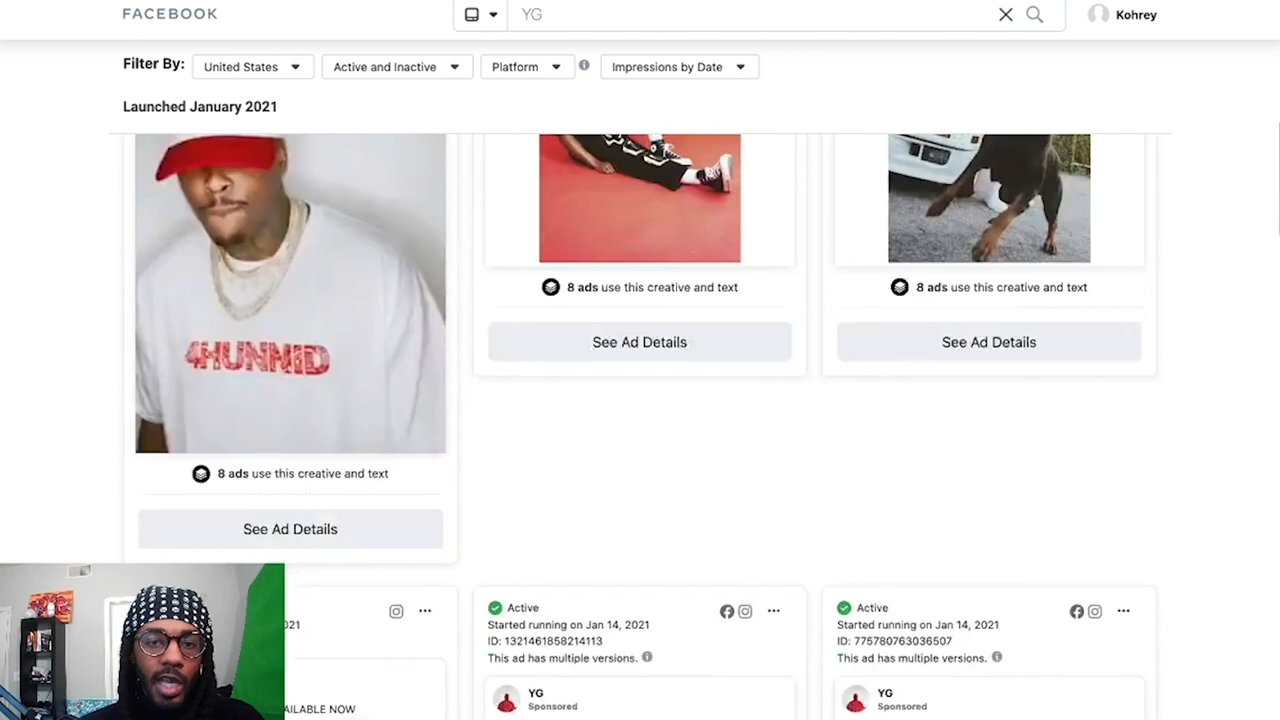 FACEBOOK
YG
Kohrey
Filter By:
United States
Active and Inactive
Platform
Impressions by Date
Launched January 2021
4HUNNID
8 ads use this creative and text
See Ad Details
8 ads use this creative and text
See Ad Details
8 ads use this creative and text
See Ad Details
021
AILABLE NOW
Active
Started running on Jan 14, 2021
ID: 1321461858214113
This ad has multiple versions.
YG
Sponsored
Active
Started running on Jan 14, 2021
ID: 775780763036507
This ad has multiple versions.
YG
Sponsored